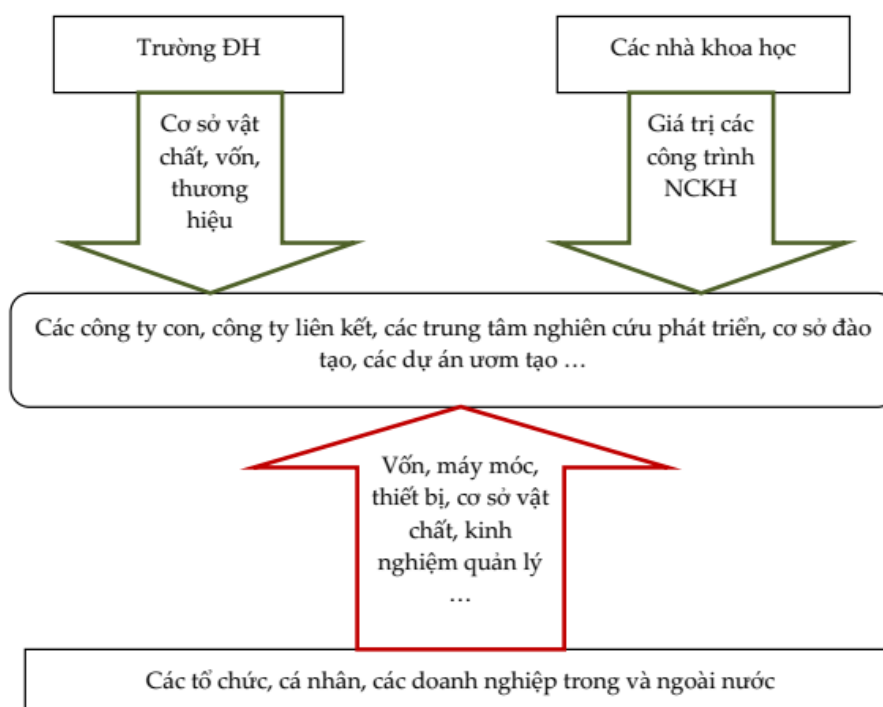 Trường ĐH
Các nhà khoa học
Cơ sở vật
chất, vốn,
thương
hiệu
Giá trị các
công trình
NCKH
Các công ty con, công ty liên kết, các trung tâm nghiên cứu phát triển, cơ sở đào
tạo, các dự án ươm tạo …
Vốn, máy móc,
thiết bị, cơ sở vật
chất, kinh
nghiệm quản lý
…
Các tổ chức, cá nhân, các doanh nghiệp trong và ngoài nước